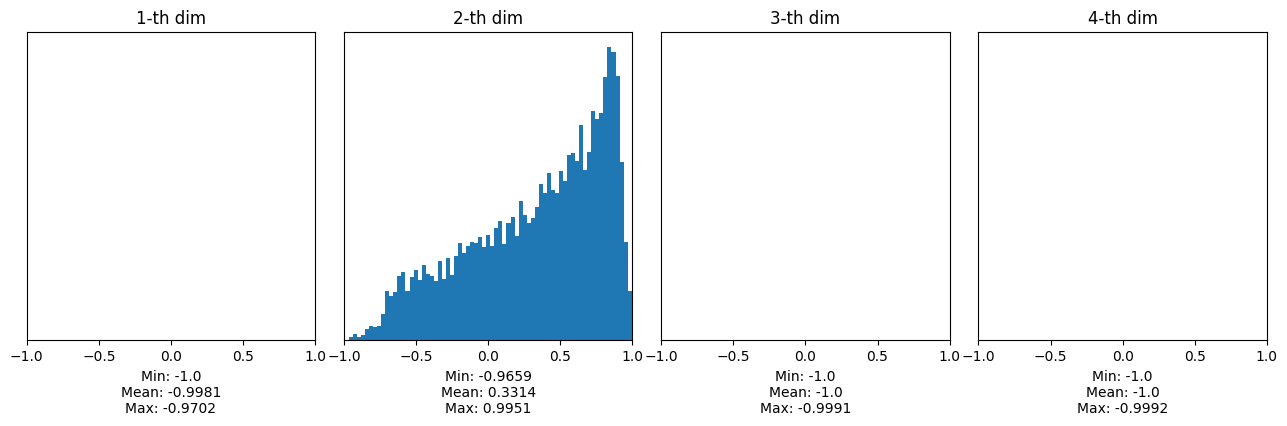 1-th dim 2-th dim 3-th dim 4-th dim
−1.0 −0.5 0.0 0.5 1.0 −1.0 −0.5 0.0 0.5 1.0 −1.0 −0.5 0.0 0.5 1.0 −1.0 −0.5 0.0 0.5 1.0
Min: -1.0 Min: -0.9659 Min: -1.0 Min: -1.0
Mean: -0.9981 Mean: 0.3314 Mean: -1.0 Mean: -1.0
Max: -0.9702 Max: 0.9951 Max: -0.9991 Max: -0.9992